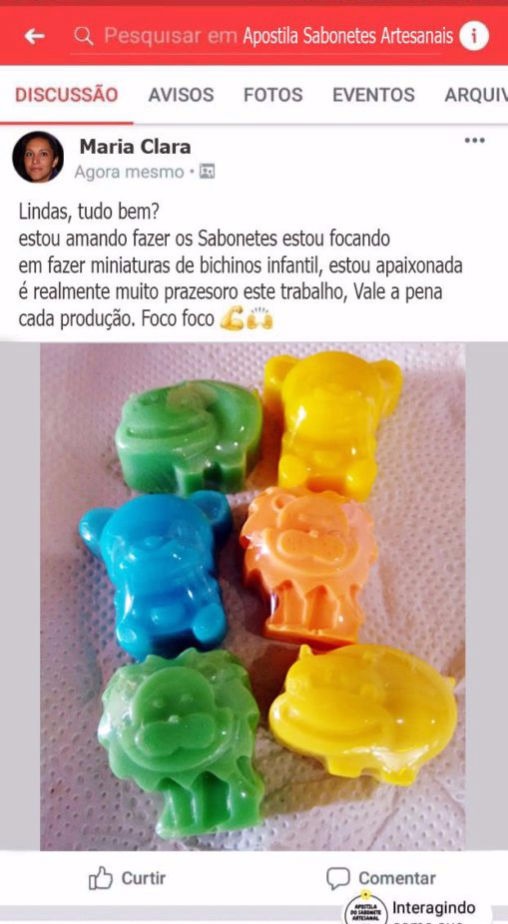 Pesquisar em Apostila Sabonetes Artesanais i
DISCUSSÃO AVISOS FOTOS EVENTOS ARQUIV
Maria Clara
Agora mesmo
Lindas, tudo bem?
estou amando fazer os Sabonetes estou focando
em fazer miniaturas de bichinos infantil, estou apaixonada
é realmente muito prazesoro este trabalho, Vale a pena
cada produção. Foco foco 💪🙌
Curtir Comentar
APOSTILA
DO SABONETE
ARTESANAL
Interagindo